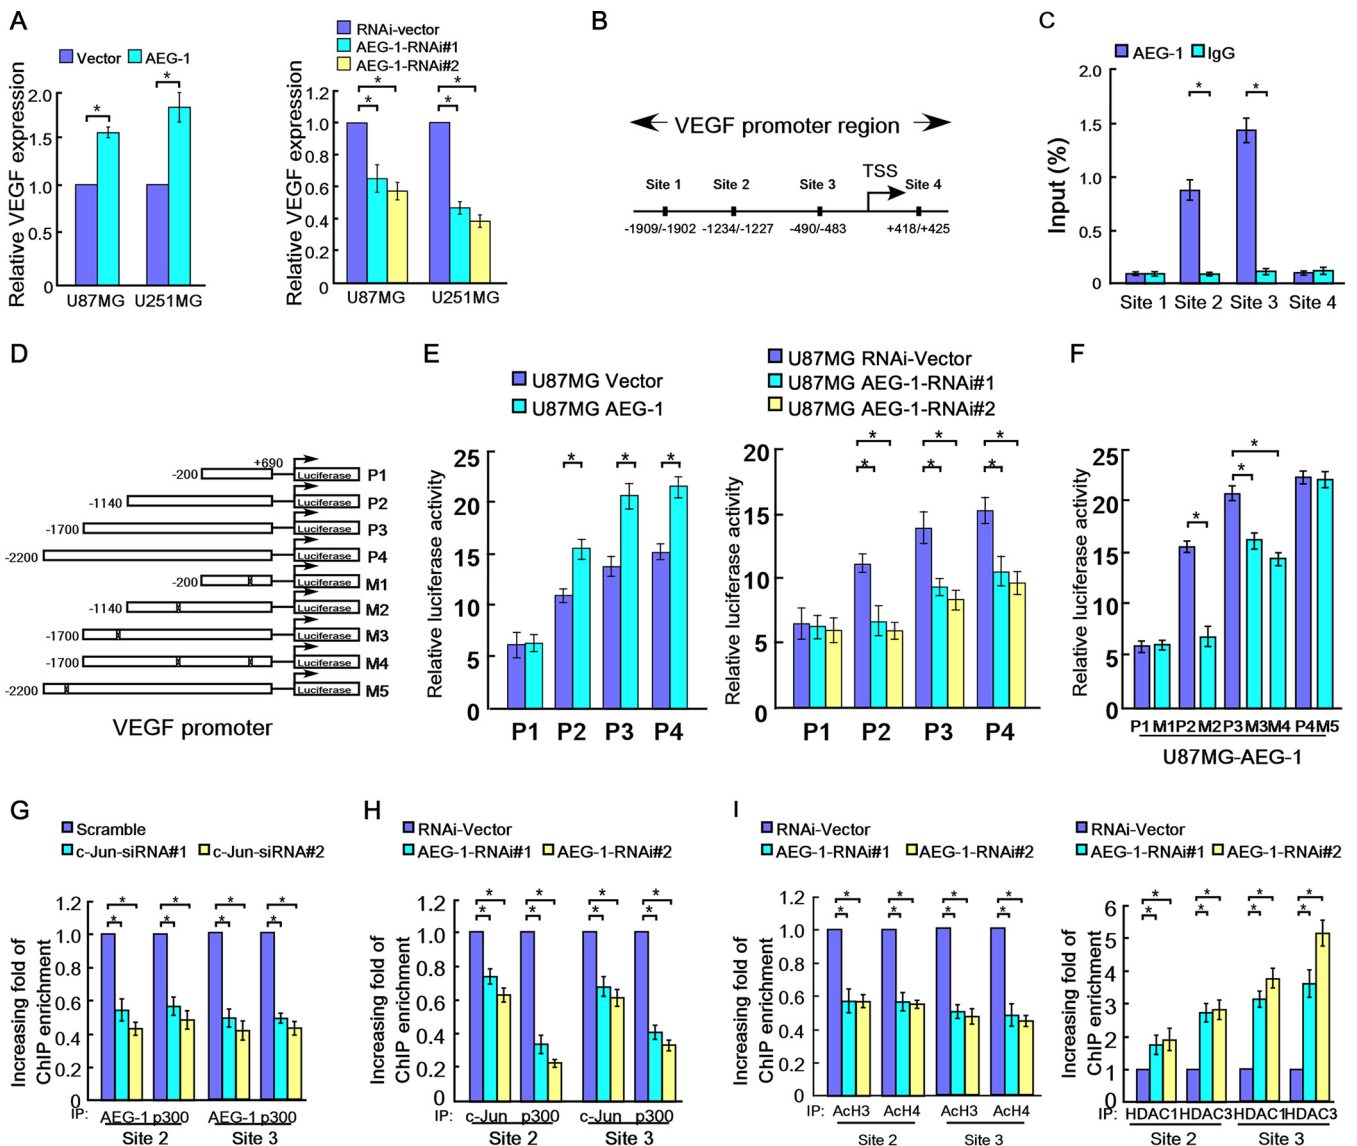 A
Vector AEG-1
Relative VEGF expression
2.0
1.5
1.0
0.5
0
* *
U87MG U251MG
RNAi-vector
AEG-1-RNAi#1
AEG-1-RNAi#2
Relative VEGF expression
1.2
1.0
0.8
0.6
0.4
0.2
0
* * * *
U87MG U251MG
B
VEGF promoter region
TSS
Site 1 Site 2 Site 3 Site 4
-1909/-1902 -1234/-1227 -490/-483 +418/+425
C
AEG-1 IgG
Input (%)
2.0
1.5
1.0
0.5
0
* *
Site 1 Site 2 Site 3 Site 4
D
+690
-200 Luciferase P1
-1140 Luciferase P2
-1700 Luciferase P3
-2200 Luciferase P4
-200 Luciferase M1
-1140 Luciferase M2
-1700 Luciferase M3
-1700 Luciferase M4
-2200 Luciferase M5
VEGF promoter
E
U87MG Vector
U87MG AEG-1
Relative luciferase activity
25
20
15
10
5
0
* * *
P1 P2 P3 P4
U87MG RNAi-Vector
U87MG AEG-1-RNAi#1
U87MG AEG-1-RNAi#2
Relative luciferase activity
20
15
10
5
0
* * *
* * *
P1 P2 P3 P4
F
Relative luciferase activity
25
20
15
10
5
0
* * *
P1 M1 P2 M2 P3 M3 M4 P4 M5
U87MG-AEG-1
G
Scramble
c-Jun-siRNA#1 c-Jun-siRNA#2
Increasing fold of
ChIP enrichment
1.2
1.0
0.8
0.6
0.4
0.2
0
* * * *
* * * *
IP: AEG-1 p300 AEG-1 p300
Site 2 Site 3
H
RNAi-Vector
AEG-1-RNAi#1 AEG-1-RNAi#2
Increasing fold of
ChIP enrichment
1.2
1.0
0.8
0.6
0.4
0.2
0
* * * *
* * * *
IP: c-Jun p300 c-Jun p300
Site 2 Site 3
I
RNAi-Vector
AEG-1-RNAi#1 AEG-1-RNAi#2
Increasing fold of
ChIP enrichment
1.2
1.0
0.8
0.6
0.4
0.2
0
* * * *
* * * *
IP: AcH3 AcH4 AcH3 AcH4
Site 2 Site 3
RNAi-Vector
AEG-1-RNAi#1 AEG-1-RNAi#2
Increasing fold of
ChIP enrichment
6
5
4
3
2
1
0
* * * *
* * * *
IP: HDAC1 HDAC3 HDAC1 HDAC3
Site 2 Site 3